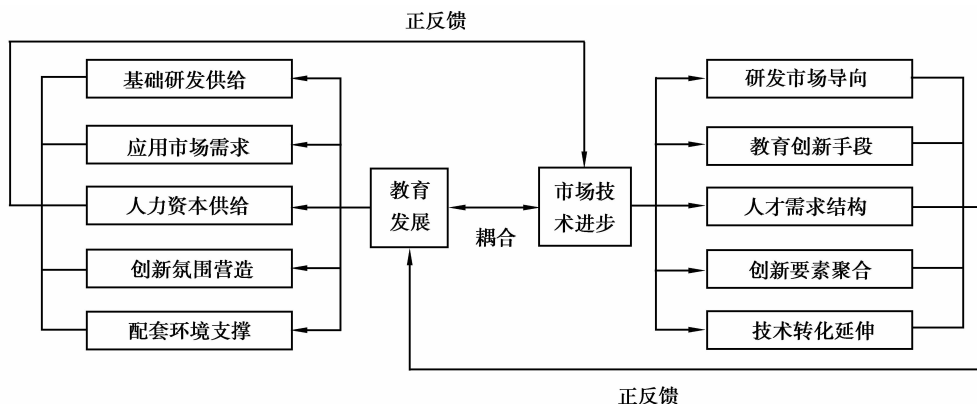 正反馈
基础研发供给
应用市场需求
人力资本供给
创新氛围营造
配套环境支撑
教育
发展
耦合
市场技
术进步
研发市场导向
教育创新手段
人才需求结构
创新要素聚合
技术转化延伸
正反馈